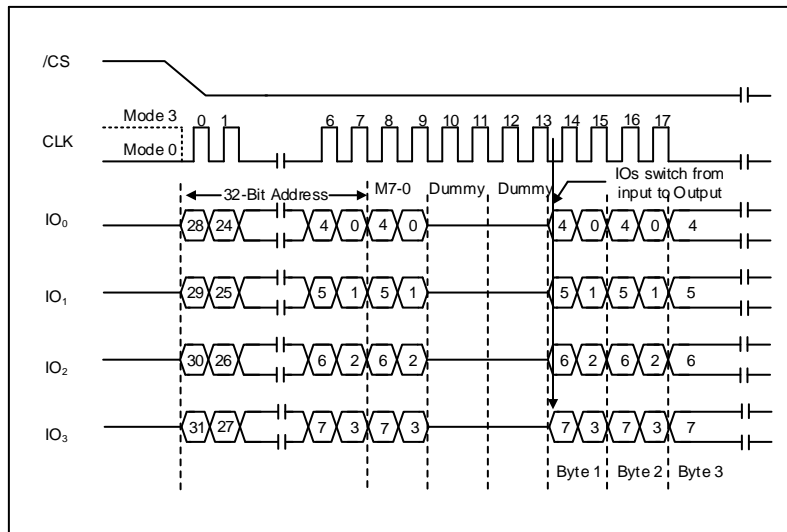 /CS
Mode 3 0 1 6 7 8 9 10 11 12 13 14 15 16 17
CLK
Mode 0
IOs switch from
input to Output
32-Bit Address M7-0 Dummy Dummy
IO₀ 28 24 4 0 4 0 4 0 4 0 4
IO₁ 29 25 5 1 5 1 5 1 5 1 5
IO₂ 30 26 6 2 6 2 6 2 6 2 6
IO₃ 31 27 7 3 7 3 7 3 7 3 7
Byte 1 Byte 2 Byte 3